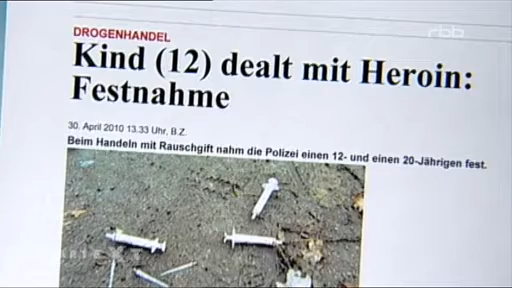 rbb
DROGENHANDEL
Kind (12) dealt mit Heroin:
Festnahme
30. April 2010 13.33 Uhr, B.Z.
Beim Handeln mit Rauschgift nahm die Polizei einen 12- und einen 20-Jährigen fest.